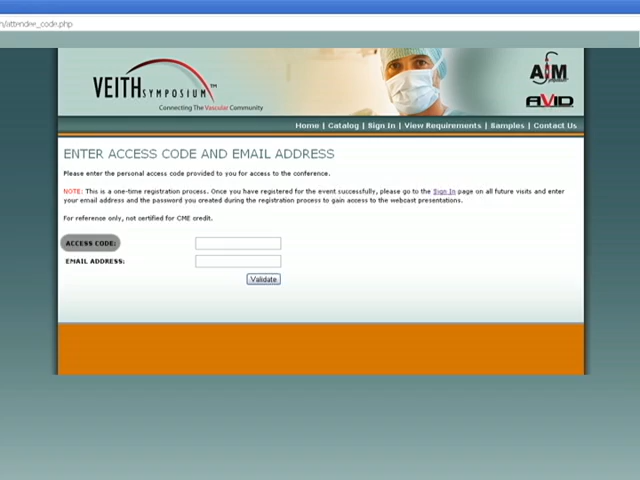 n/attendee_code.php
VEITH SYMPOSIUM™
Connecting The Vascular Community
AIM
AVID
Home | Catalog | Sign In | View Requirements | Samples | Contact Us
ENTER ACCESS CODE AND EMAIL ADDRESS
Please enter the personal access code provided to you for access to the conference.
NOTE: This is a one-time registration process. Once you have registered for the event successfully, please go to the Sign In page on all future visits and enter
your email address and the password you created during the registration process to gain access to the webcast presentations.
For reference only, not certified for CME credit.
ACCESS CODE:
EMAIL ADDRESS:
Validate